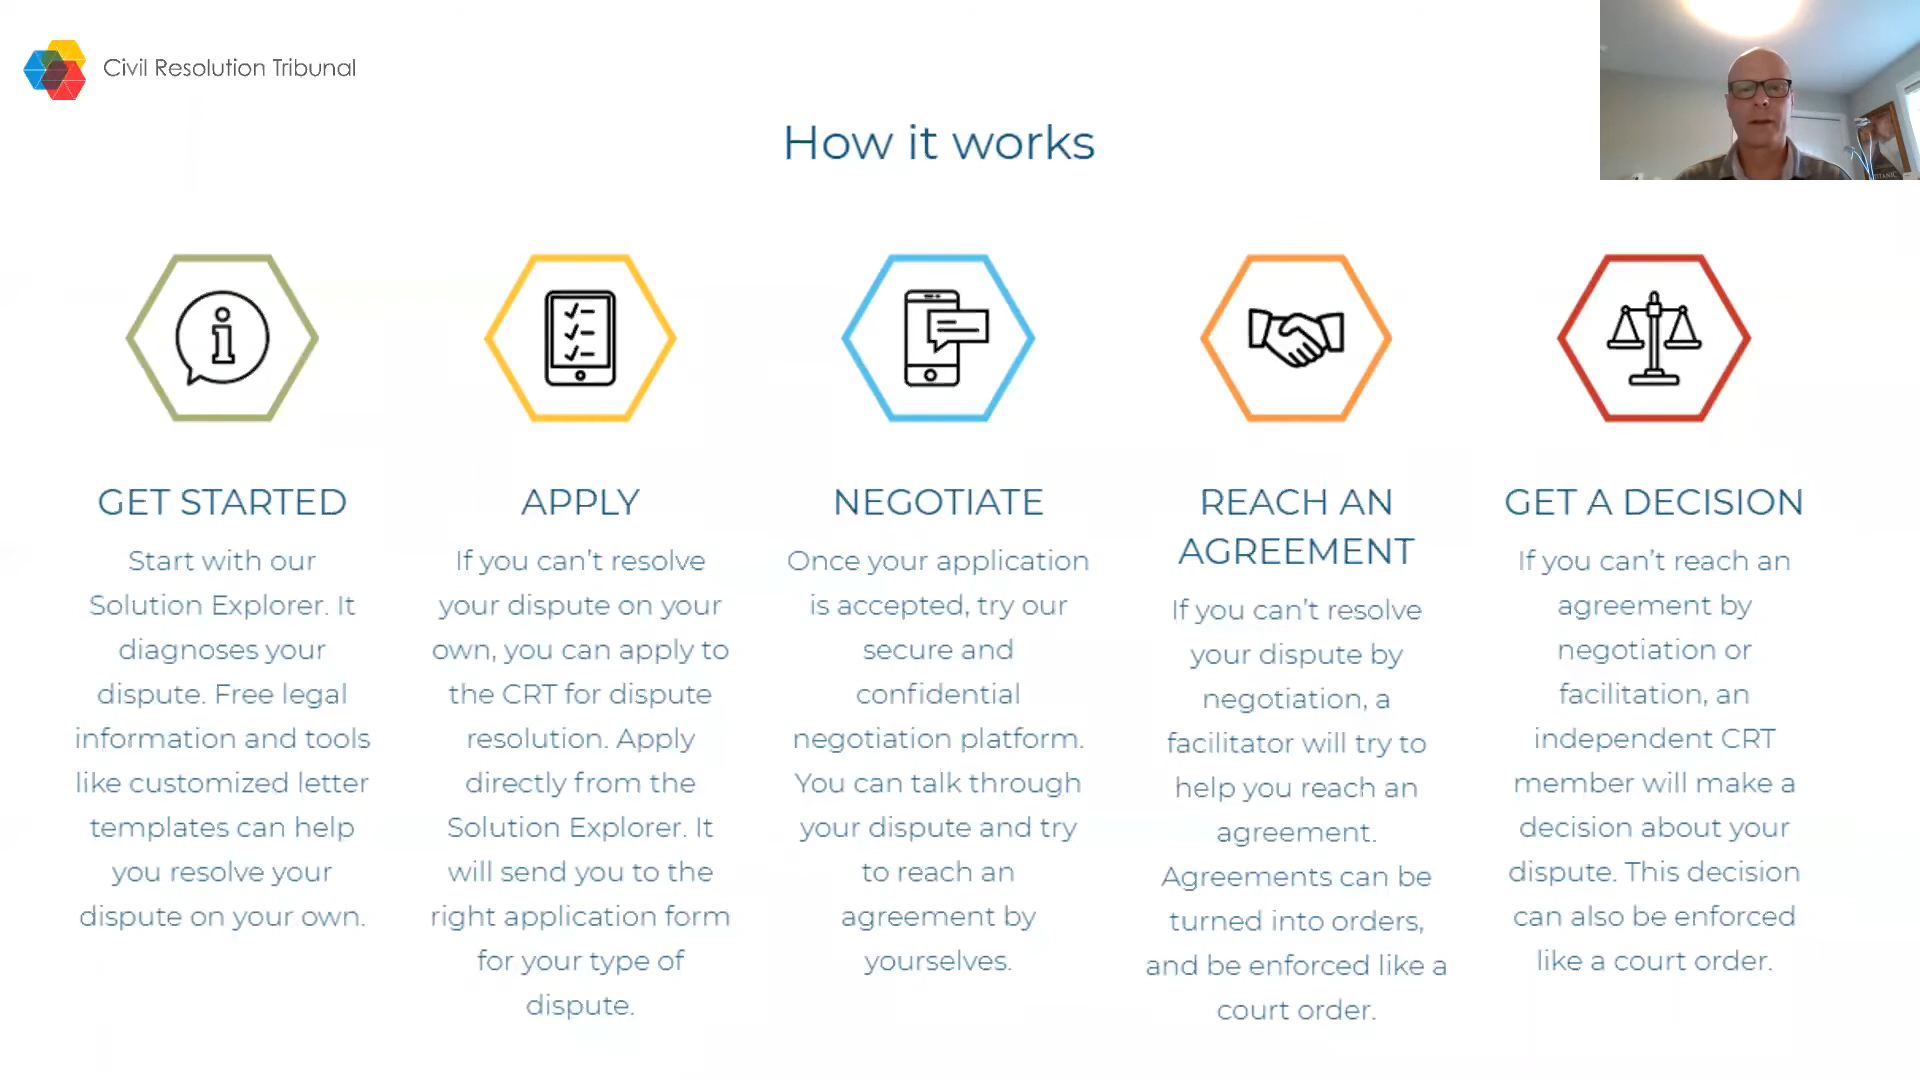 Civil Resolution Tribunal
How it works
GET STARTED
Start with our
Solution Explorer. It
diagnoses your
dispute. Free legal
information and tools
like customized letter
templates can help
you resolve your
dispute on your own.
APPLY
If you can't resolve
your dispute on your
own, you can apply to
the CRT for dispute
resolution. Apply
directly from the
Solution Explorer. It
will send you to the
right application form
for your type of
dispute.
NEGOTIATE
Once your application
is accepted, try our
secure and
confidential
negotiation platform.
You can talk through
your dispute and try
to reach an
agreement by
yourselves.
REACH AN
AGREEMENT
If you can't resolve
your dispute by
negotiation, a
facilitator will try to
help you reach an
agreement.
Agreements can be
turned into orders,
and be enforced like a
court order.
GET A DECISION
If you can't reach an
agreement by
negotiation or
facilitation, an
independent CRT
member will make a
decision about your
dispute. This decision
can also be enforced
like a court order.
TITANIC